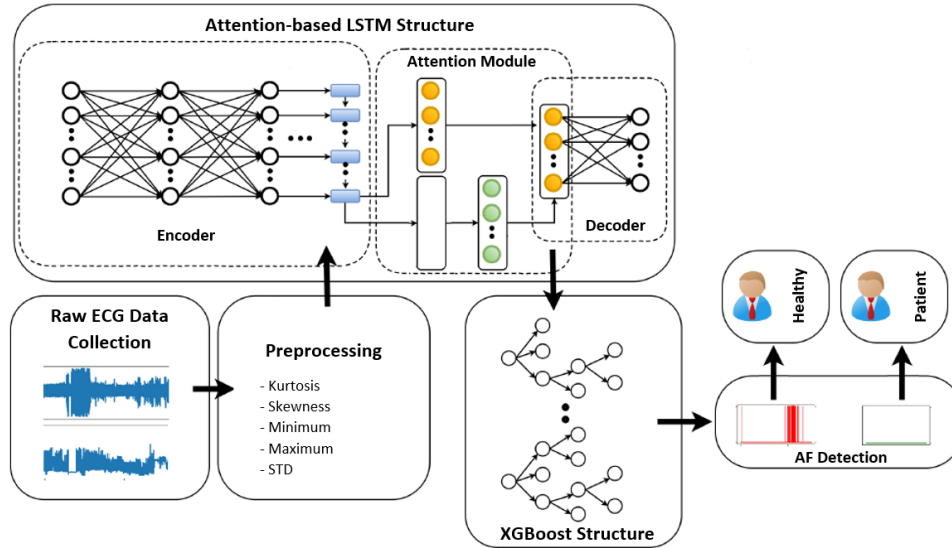 Attention-based LSTM Structure
Attention Module
Encoder
Decoder
Raw ECG Data
Collection
Preprocessing
- Kurtosis
- Skewness
- Minimum
- Maximum
- STD
XGBoost Structure
Healthy
Patient
AF Detection